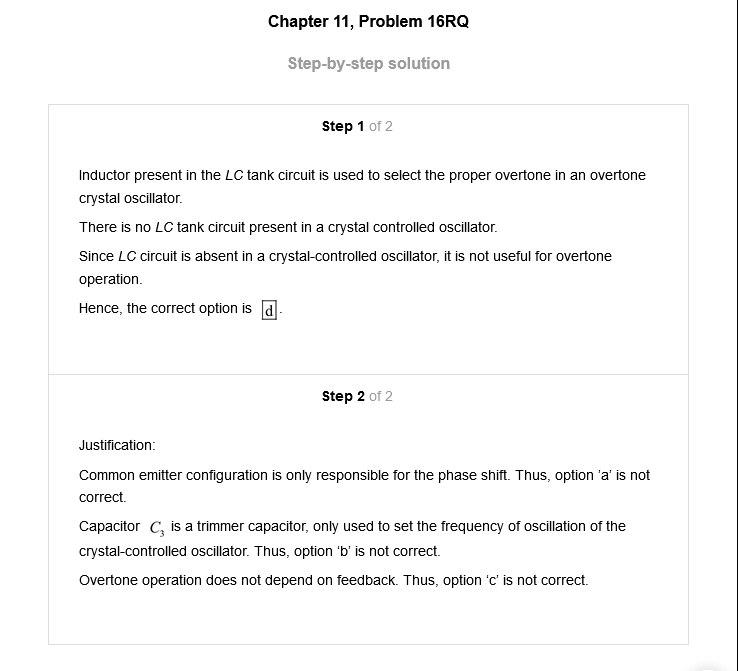 Chapter 11, Problem 16RQ
Step-by-step solution
Step 1 of 2
Inductor present in the LC tank circuit is used to select the proper overtone in an overtone
crystal oscillator.
There is no LC tank circuit present in a crystal controlled oscillator.
Since LC circuit is absent in a crystal-controlled oscillator, it is not useful for overtone
operation.
Hence, the correct option is d.
Step 2 of 2
Justification:
Common emitter configuration is only responsible for the phase shift. Thus, option 'a' is not
correct.
Capacitor C₃ is a trimmer capacitor, only used to set the frequency of oscillation of the
crystal-controlled oscillator. Thus, option 'b' is not correct.
Overtone operation does not depend on feedback. Thus, option 'c' is not correct.